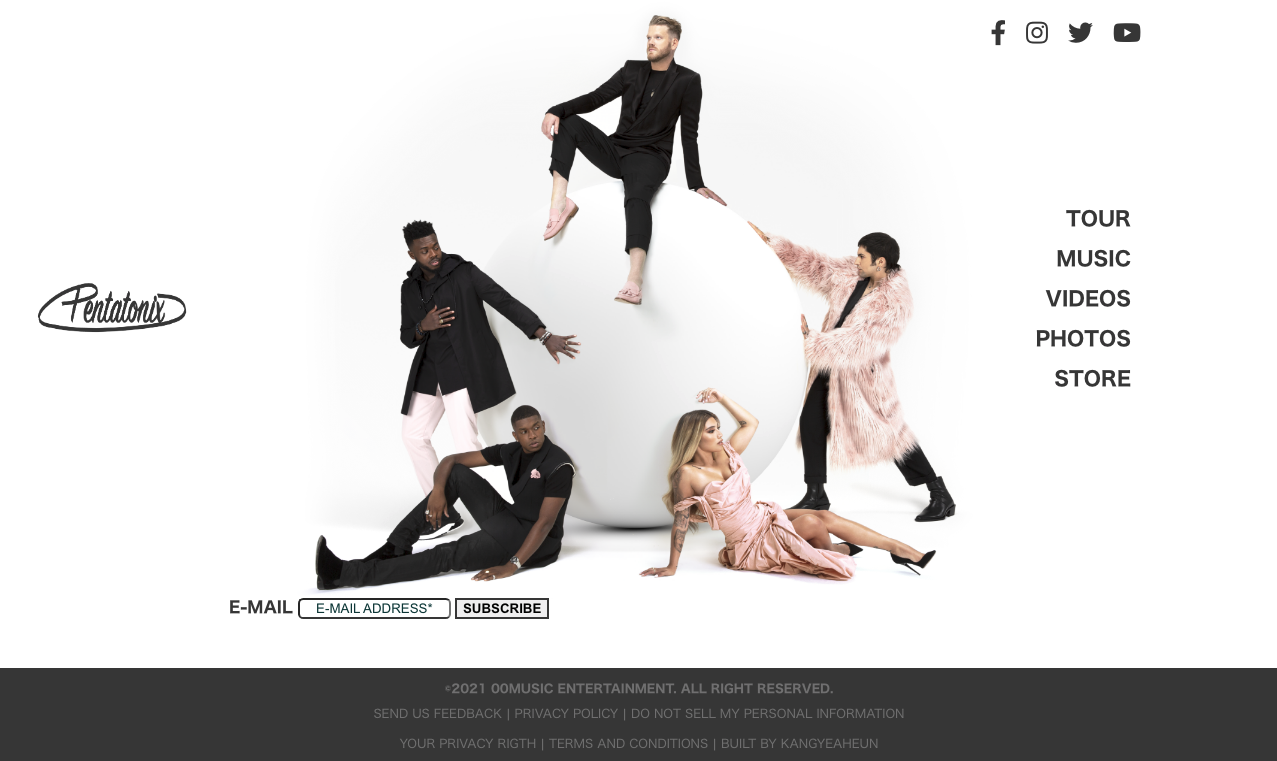 TOUR
MUSIC
Pentatonix
VIDEOS
PHOTOS
STORE
E-MAIL E-MAIL ADDRESS* SUBSCRIBE
©2021 00MUSIC ENTERTAINMENT. ALL RIGHT RESERVED.
SEND US FEEDBACK | PRIVACY POLICY | DO NOT SELL MY PERSONAL INFORMATION
YOUR PRIVACY RIGTH | TERMS AND CONDITIONS | BUILT BY KANGYEAHEUN